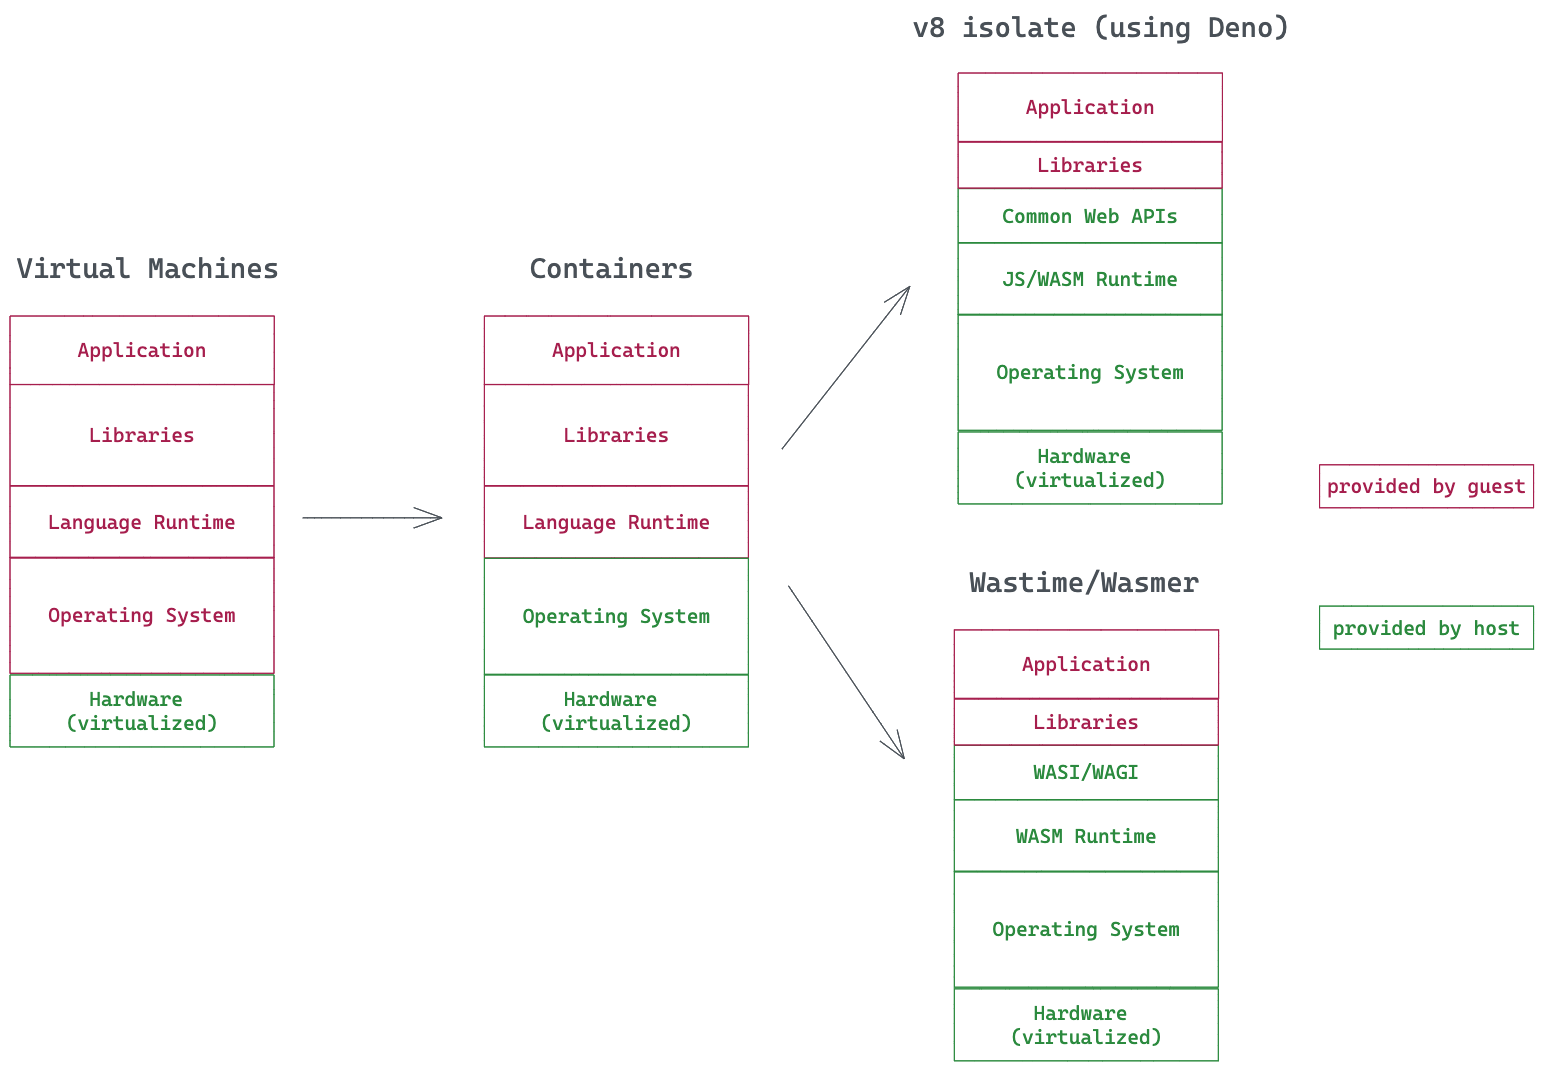 v8 isolate (using Deno)
Application
Libraries
Common Web APIs
JS/WASM Runtime
Operating System
Hardware
(virtualized)
Virtual Machines
Application
Libraries
Language Runtime
Operating System
Hardware
(virtualized)
Containers
Application
Libraries
Language Runtime
Operating System
Hardware
(virtualized)
provided by guest
provided by host
Wastime/Wasmer
Application
Libraries
WASI/WAGI
WASM Runtime
Operating System
Hardware
(virtualized)